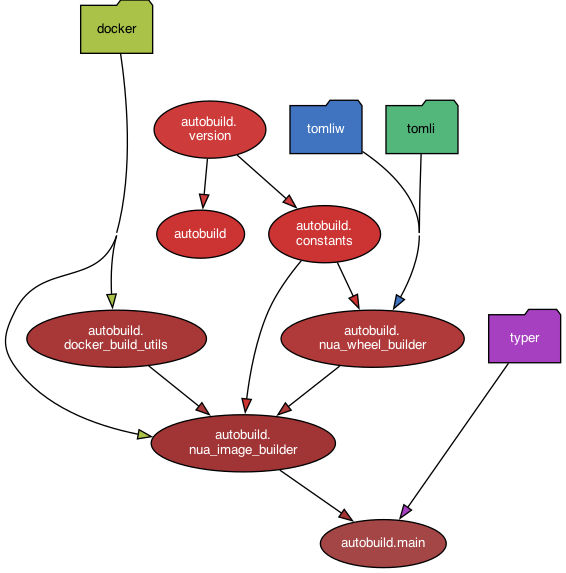 docker
autobuild.
version
tomliw
tomli
autobuild
autobuild.
constants
autobuild.
docker_build_utils
autobuild.
nua_wheel_builder
typer
autobuild.
nua_image_builder
autobuild.main